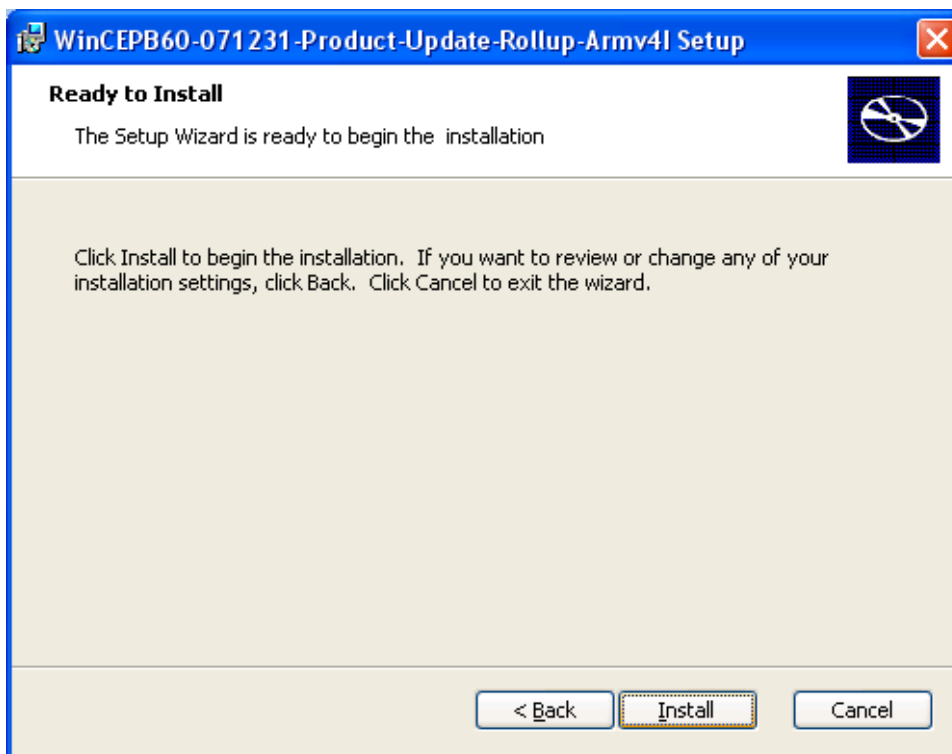 WinCEPB60-071231-Product-Update-Rollup-Armv4I Setup
Ready to Install
The Setup Wizard is ready to begin the  installation
Click Install to begin the installation.  If you want to review or change any of your
installation settings, click Back.  Click Cancel to exit the wizard.
< Back
Install
Cancel